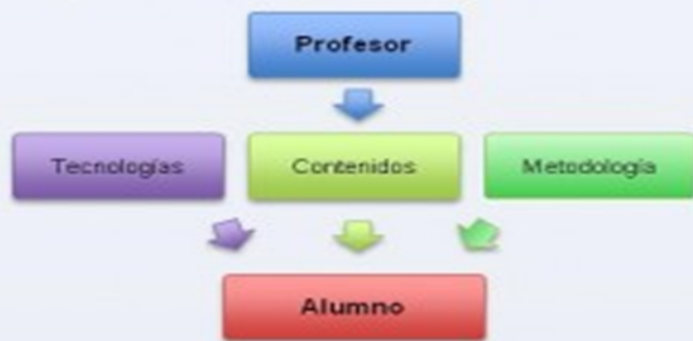 Profesor
Tecnologías
Contenidos
Metodología
Alumno